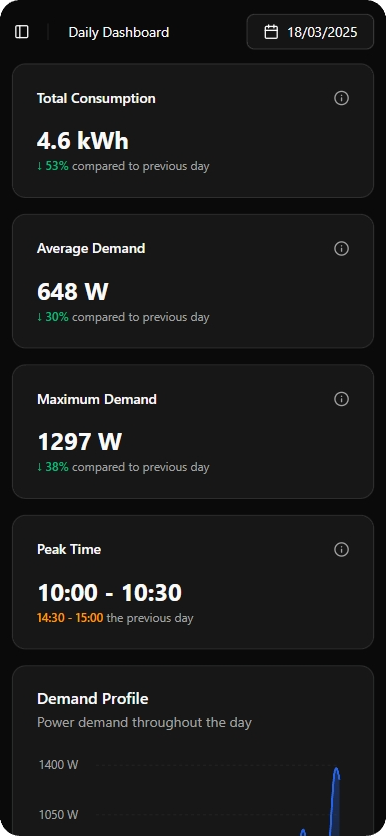 Daily Dashboard
18/03/2025
Total Consumption
4.6 kWh
↓ 53% compared to previous day
Average Demand
648 W
↓ 30% compared to previous day
Maximum Demand
1297 W
↓ 38% compared to previous day
Peak Time
10:00 - 10:30
14:30 - 15:00 the previous day
Demand Profile
Power demand throughout the day
1400 W
1050 W